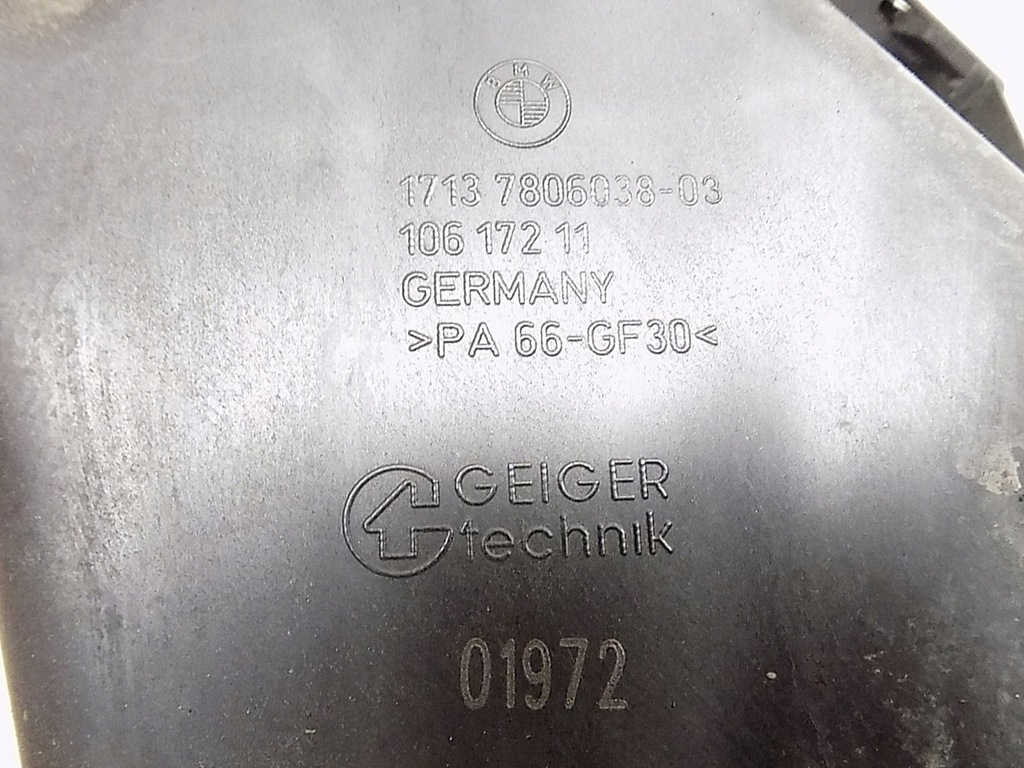 BMW
1713 7806038-03
106 172 11
GERMANY
>PA 66-GF30<
GEIGER
technik
01972